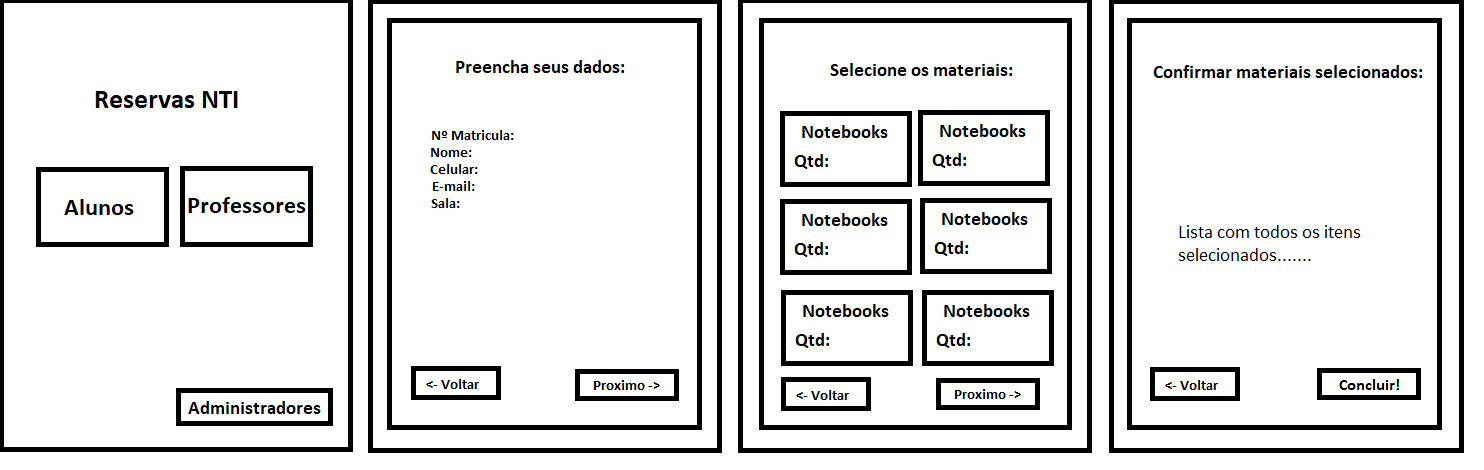 Reservas NTI
Alunos
Professores
Administradores
Preencha seus dados:
Nº Matricula:
Nome:
Celular:
E-mail:
Sala:
<- Voltar
Proximo ->
Selecione os materiais:
Notebooks
Qtd:
Notebooks
Qtd:
Notebooks
Qtd:
Notebooks
Qtd:
Notebooks
Qtd:
Notebooks
Qtd:
<- Voltar
Proximo ->
Confirmar materiais selecionados:
Lista com todos os itens
selecionados.......
<- Voltar
Concluir!